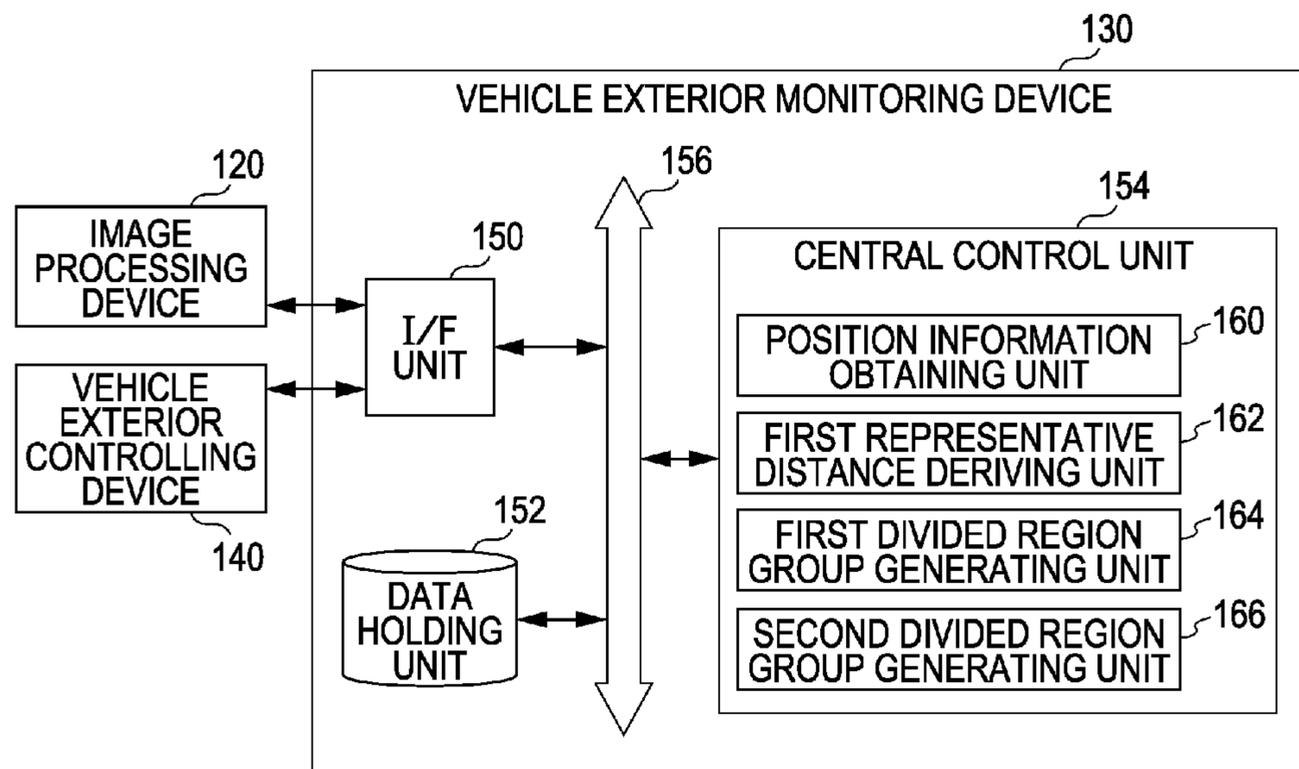 130
VEHICLE EXTERIOR MONITORING DEVICE
120
IMAGE
PROCESSING
DEVICE
150
I/F
UNIT
VEHICLE
EXTERIOR
CONTROLLING
DEVICE
140
152
DATA
HOLDING
UNIT
156
154
CENTRAL CONTROL UNIT
160
POSITION INFORMATION
OBTAINING UNIT
162
FIRST REPRESENTATIVE
DISTANCE DERIVING UNIT
164
FIRST DIVIDED REGION
GROUP GENERATING UNIT
166
SECOND DIVIDED REGION
GROUP GENERATING UNIT